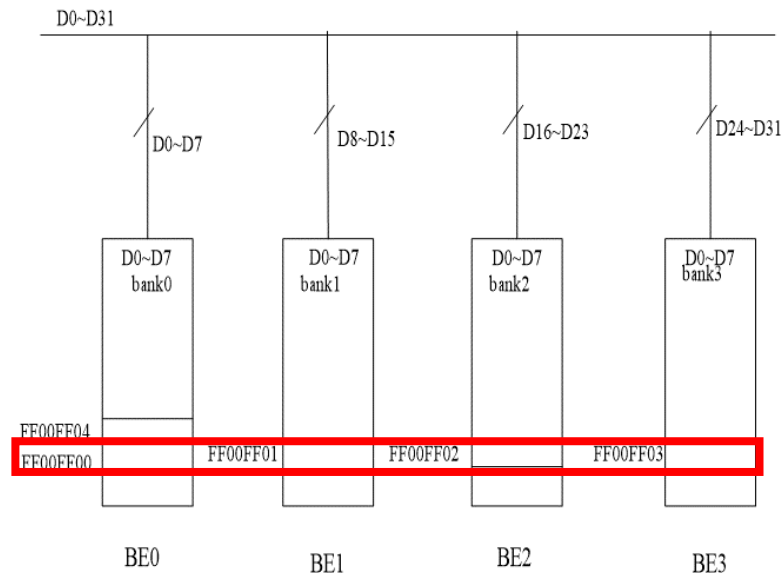 D0~D31
D0~D7
D8~D15
D16~D23
D24~D31
D0~D7
bank0
D0~D7
bank1
D0~D7
bank2
D0~D7
bank3
FF00FF04
FF00FF00
FF00FF01
FF00FF02
FF00FF03
BE0
BE1
BE2
BE3